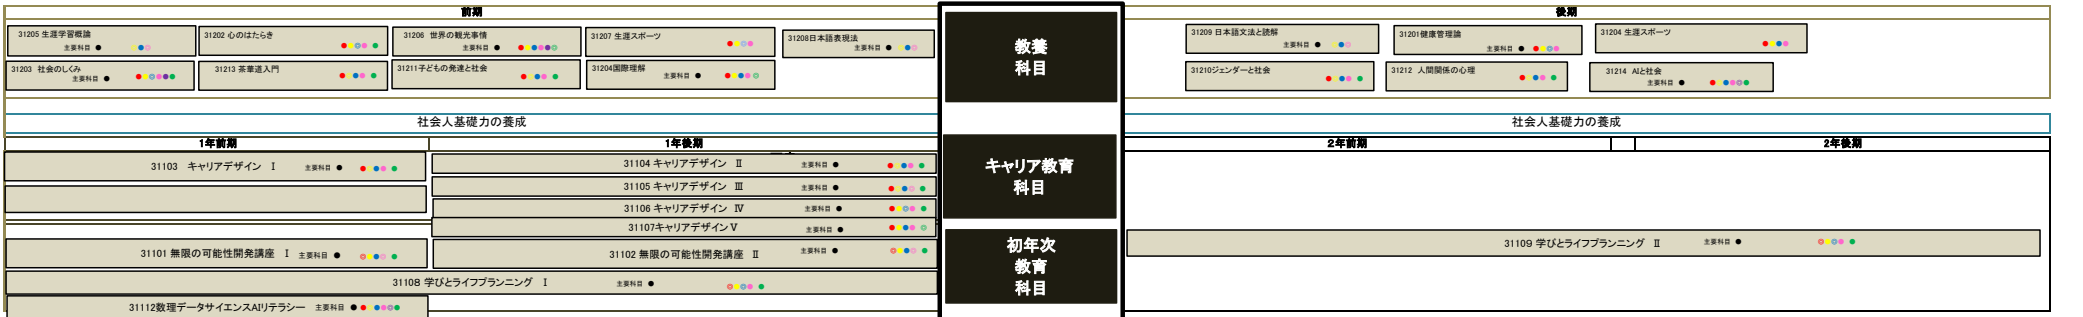 前期
31205 生涯学習概論
主要科目 ●
31202 心のはたらき
31206 世界の観光事情
主要科目 ●
31207 生涯スポーツ
31208日本語表現法
主要科目 ●
31203 社会のしくみ
主要科目 ●
31213 茶華道入門
31211子どもの発達と社会
31204国際理解
主要科目 ●
教養
科目
後期
31209 日本語文法と読解
主要科目 ●
31201健康管理論
主要科目 ●
31204 生涯スポーツ
31210ジェンダーと社会
31212 人間関係の心理
31214 AIと社会
主要科目 ●
社会人基礎力の養成
1年前期
1年後期
31103 キャリアデザイン Ⅰ 主要科目 ●
31104 キャリアデザイン Ⅱ 主要科目 ●
31105 キャリアデザイン Ⅲ 主要科目 ●
31106 キャリアデザイン Ⅳ 主要科目 ●
31107キャリアデザインⅤ 主要科目 ●
31101 無限の可能性開発講座 Ⅰ 主要科目 ●
31102 無限の可能性開発講座 Ⅱ 主要科目 ●
31108 学びとライフプランニング Ⅰ 主要科目 ●
31112数理データサイエンスAIリテラシー 主要科目 ●
キャリア教育
科目
初年次
教育
科目
社会人基礎力の養成
2年前期
2年後期
31109 学びとライフプランニング Ⅱ 主要科目 ●